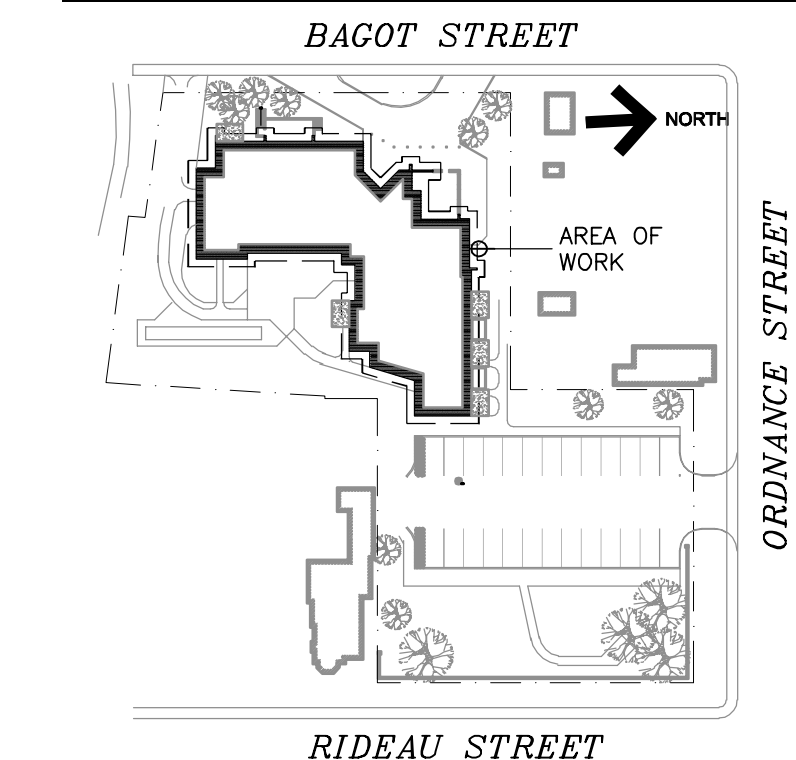 BAGOT STREET
NORTH
AREA OF
WORK
ORDNANCE STREET
RIDEAU STREET